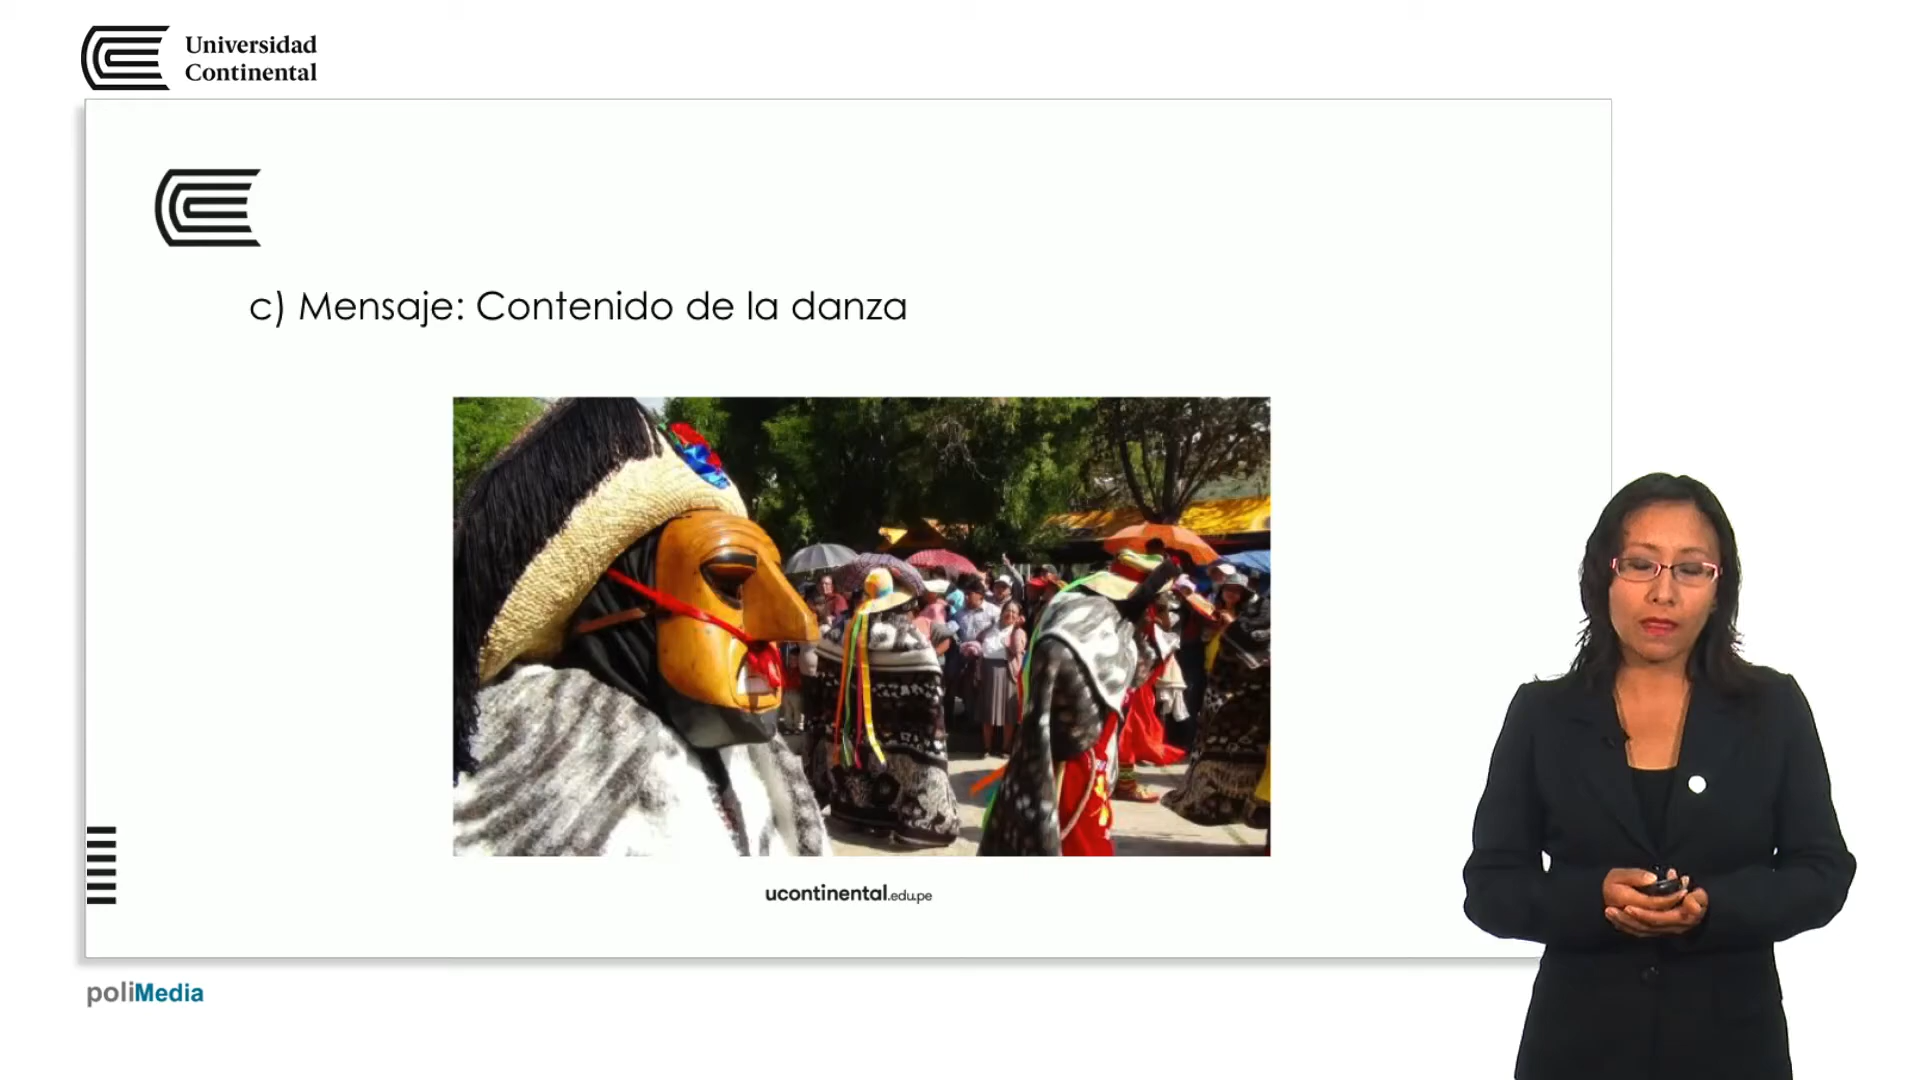 Universidad
Continental
c) Mensaje: Contenido de la danza
ucontinental.edu.pe
poliMedia